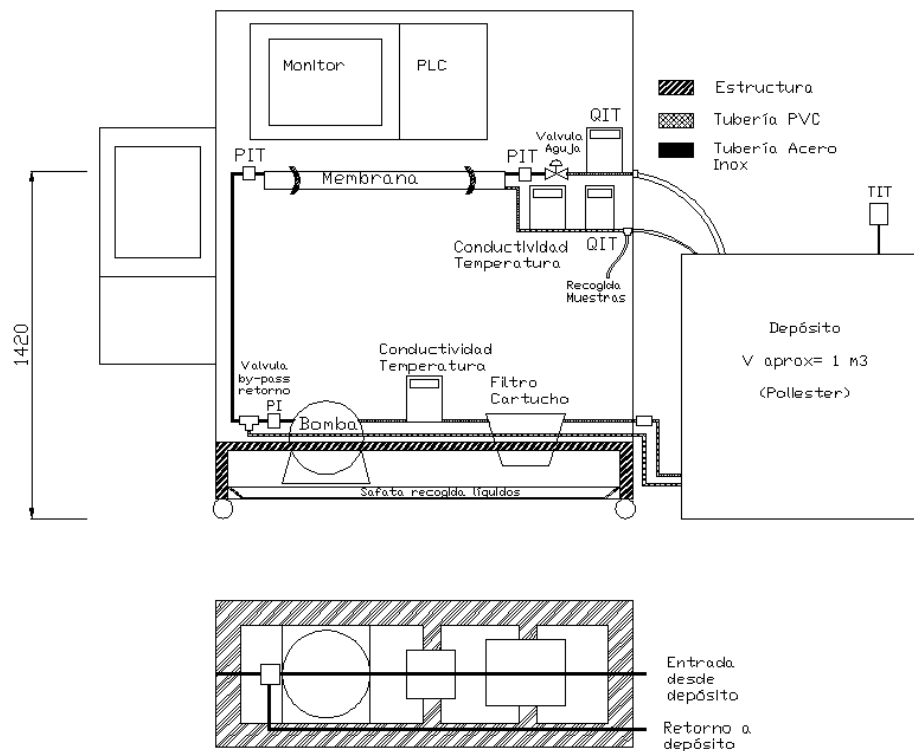 Monitor
PLC
Estructura
Tubería PVC
Tubería Acero
Inox
QIT
Valvula
Aguja
PIT
PIT
Membrana
TIT
Conductividad
Temperatura
QIT
Recogida
Muestras
1420
Depósito
V aprox= 1 m3
(Poliester)
Conductividad
Temperatura
Valvula
by-pass
retorno
PI
Bomba
Filtro
Cartucho
Safata recogida líquidos
Entrada
desde
depósito
Retorno a
depósito